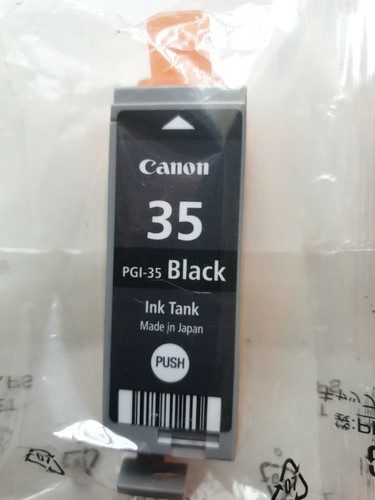 Canon
35
PGI-35 Black
Ink Tank
Made in Japan
PUSH